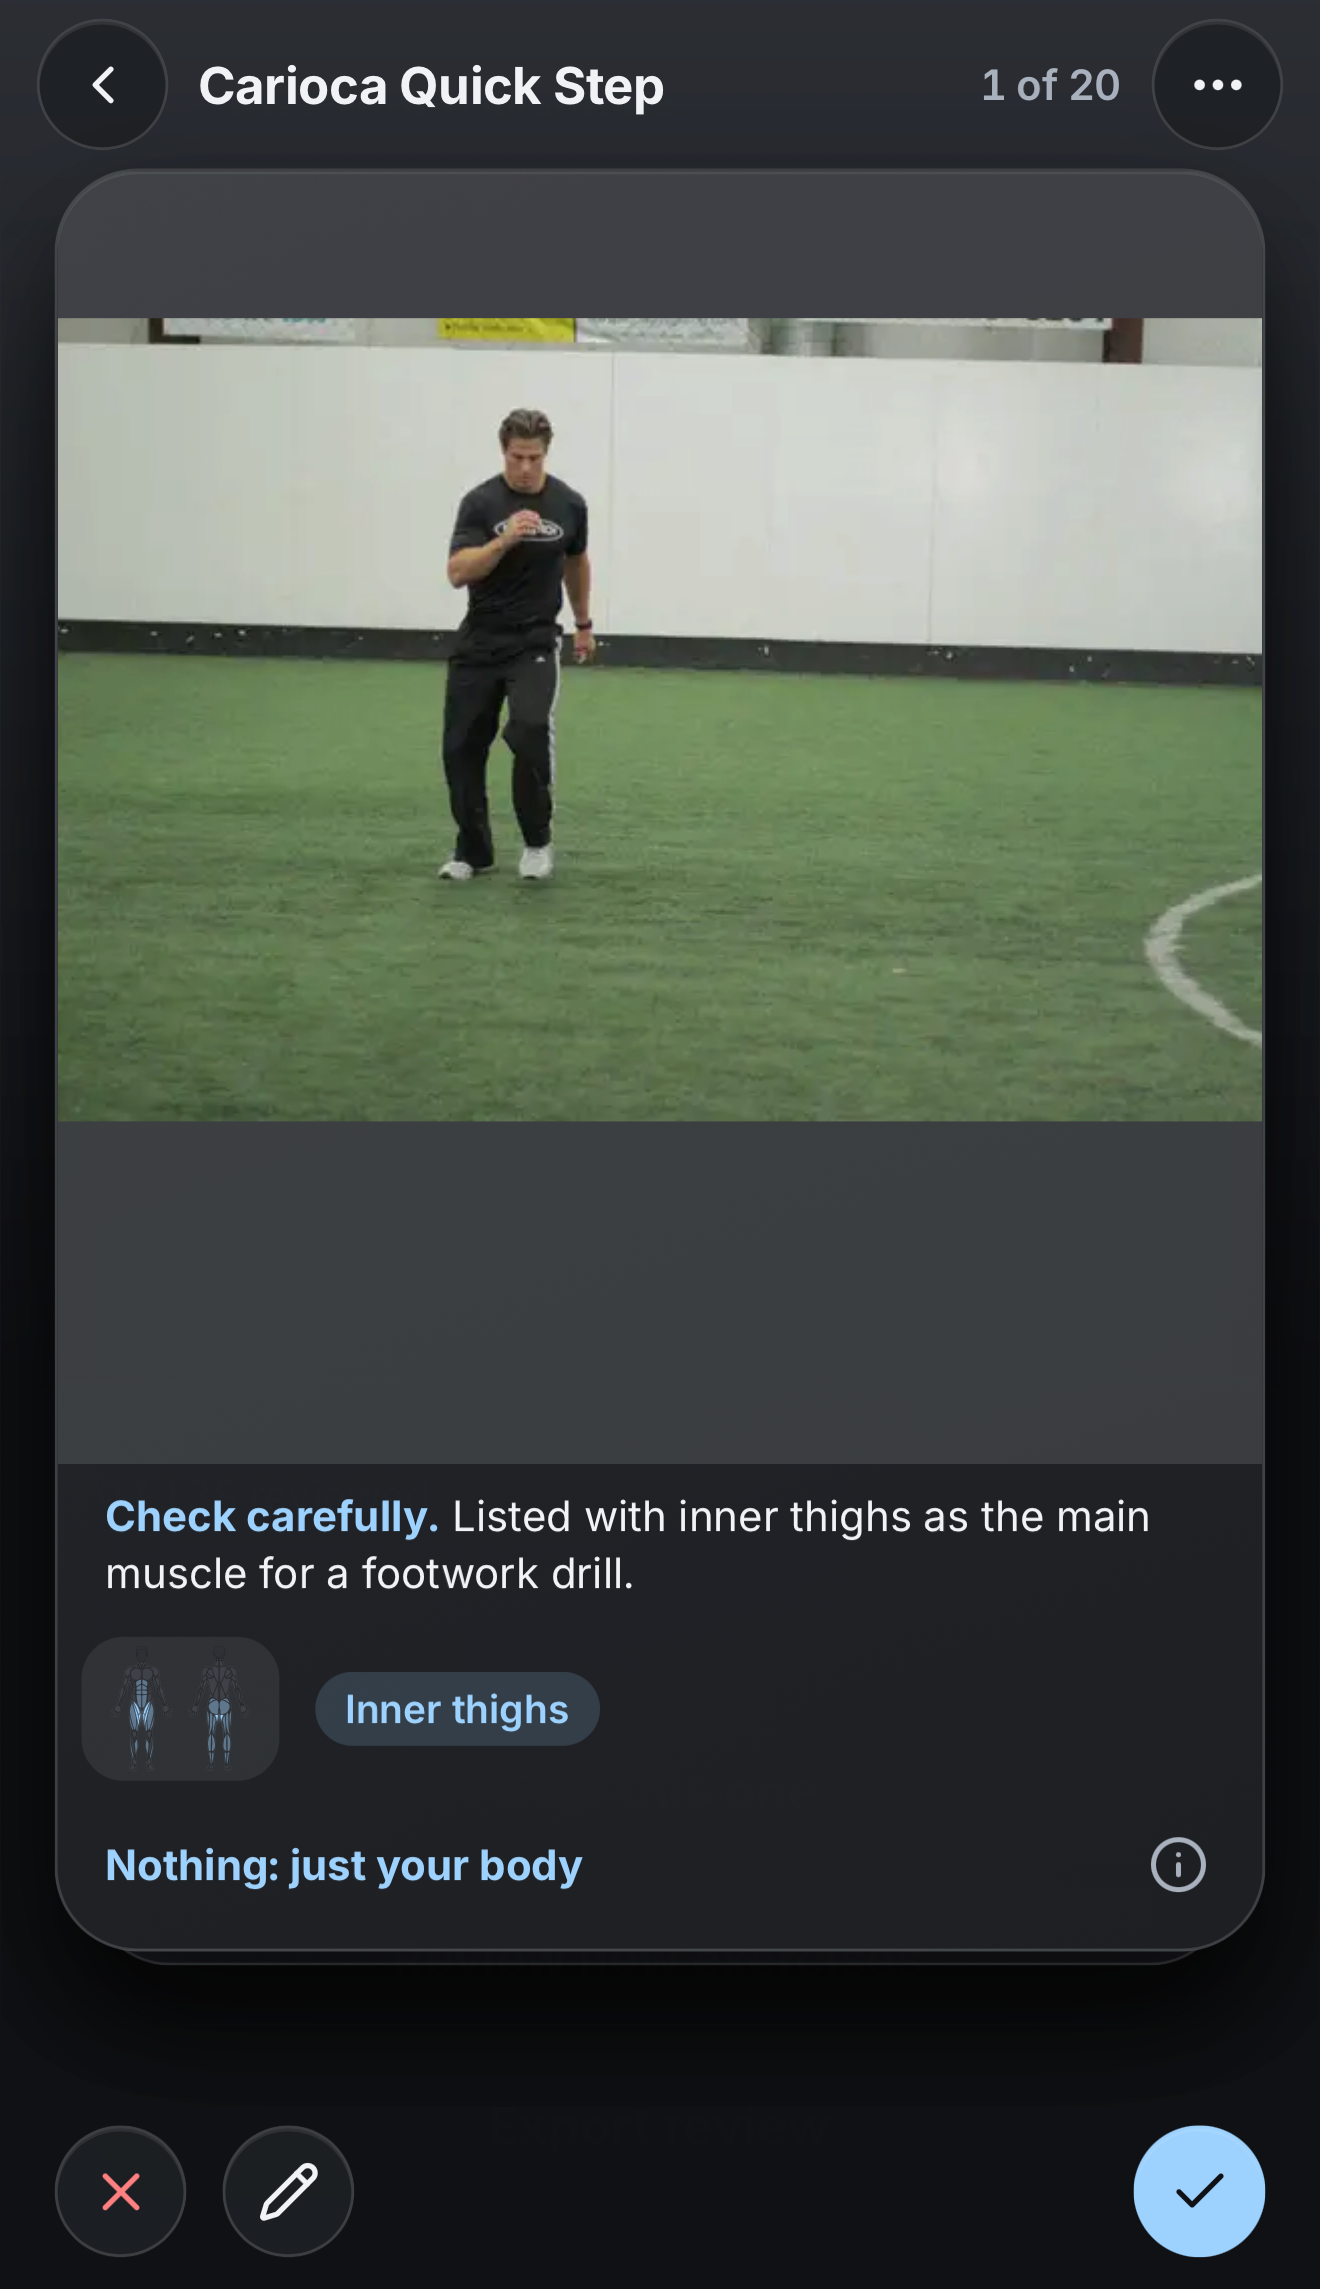 Carioca Quick Step
1 of 20
Check carefully. Listed with inner thighs as the main
muscle for a footwork drill.
Inner thighs
Nothing: just your body